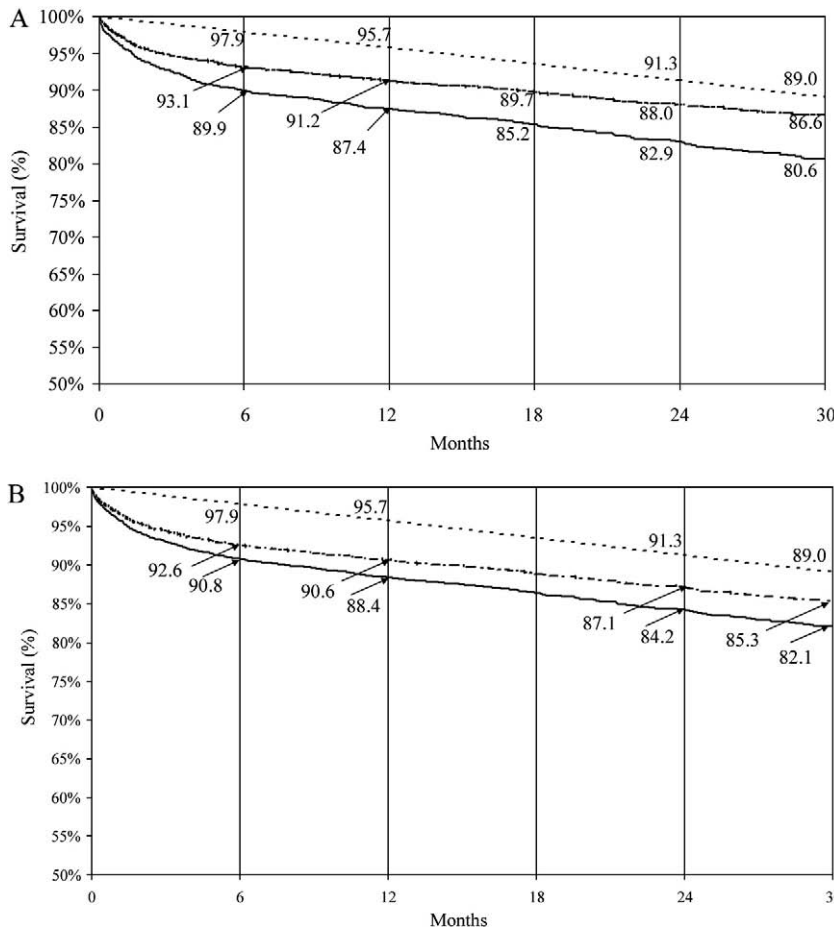 A
100%
95%
90%
85%
80%
75%
70%
65%
60%
55%
50%
Survival (%)
97.9 95.7 91.3 89.0
93.1 91.2 89.7 88.0 86.6
89.9 87.4 85.2 82.9 80.6
0 6 12 18 24 30
Months
B
100%
95%
90%
85%
80%
75%
70%
65%
60%
55%
50%
Survival (%)
97.9 95.7 91.3 89.0
92.6 90.6 87.1 85.3
90.8 88.4 84.2 82.1
0 6 12 18 24 3
Months